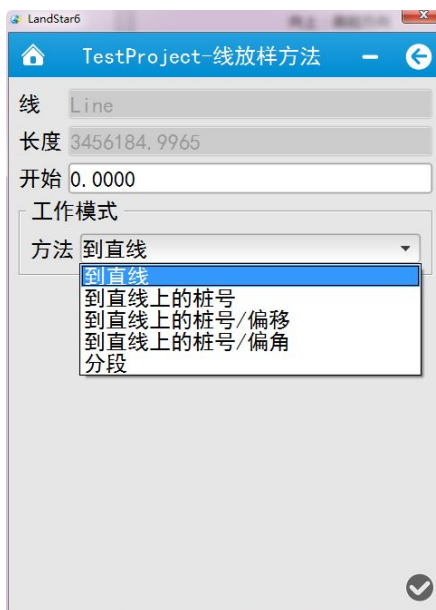 LandStar6
TestProject-线放样方法
线 Line
长度 3456184.9965
开始 0.0000
工作模式
方法 到直线
到直线
到直线上的桩号
到直线上的桩号/偏移
到直线上的桩号/偏角
分段